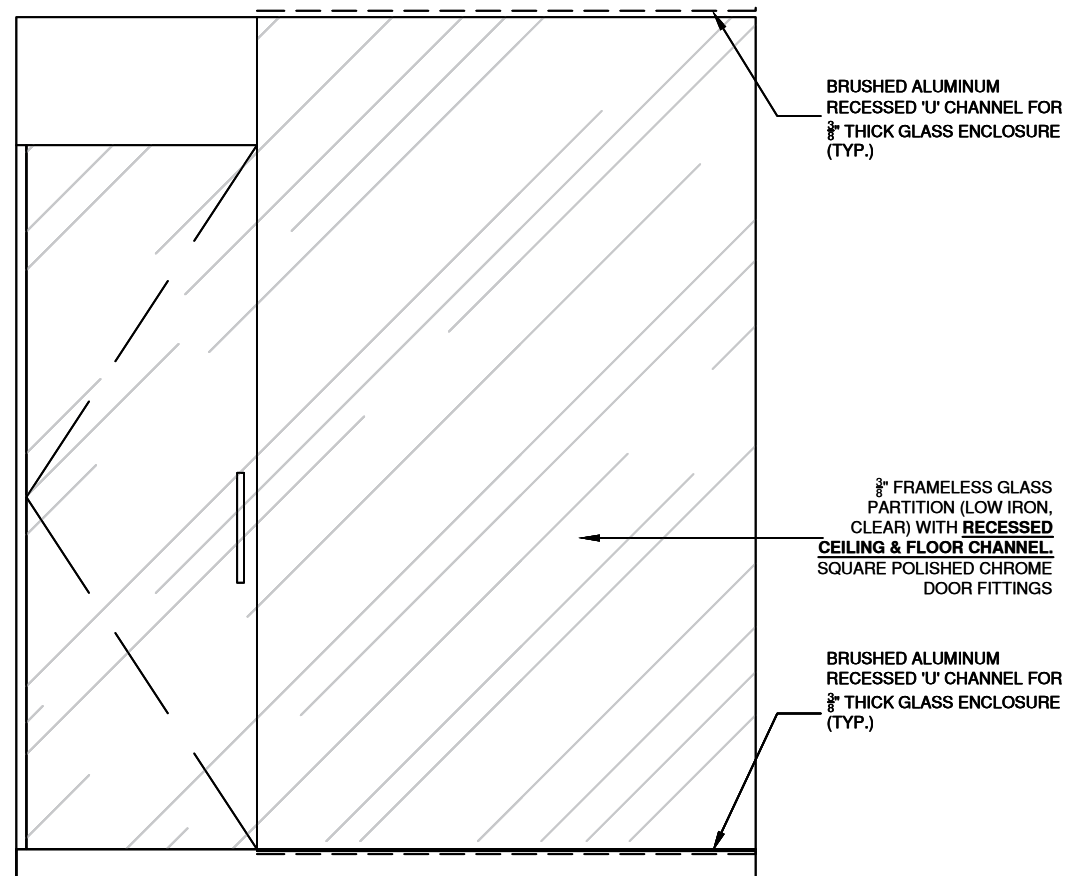 BRUSHED ALUMINUM
RECESSED 'U' CHANNEL FOR
3/8" THICK GLASS ENCLOSURE
(TYP.)
3/8" FRAMELESS GLASS
PARTITION (LOW IRON,
CLEAR) WITH RECESSED
CEILING & FLOOR CHANNEL.
SQUARE POLISHED CHROME
DOOR FITTINGS
BRUSHED ALUMINUM
RECESSED 'U' CHANNEL FOR
3/8" THICK GLASS ENCLOSURE
(TYP.)